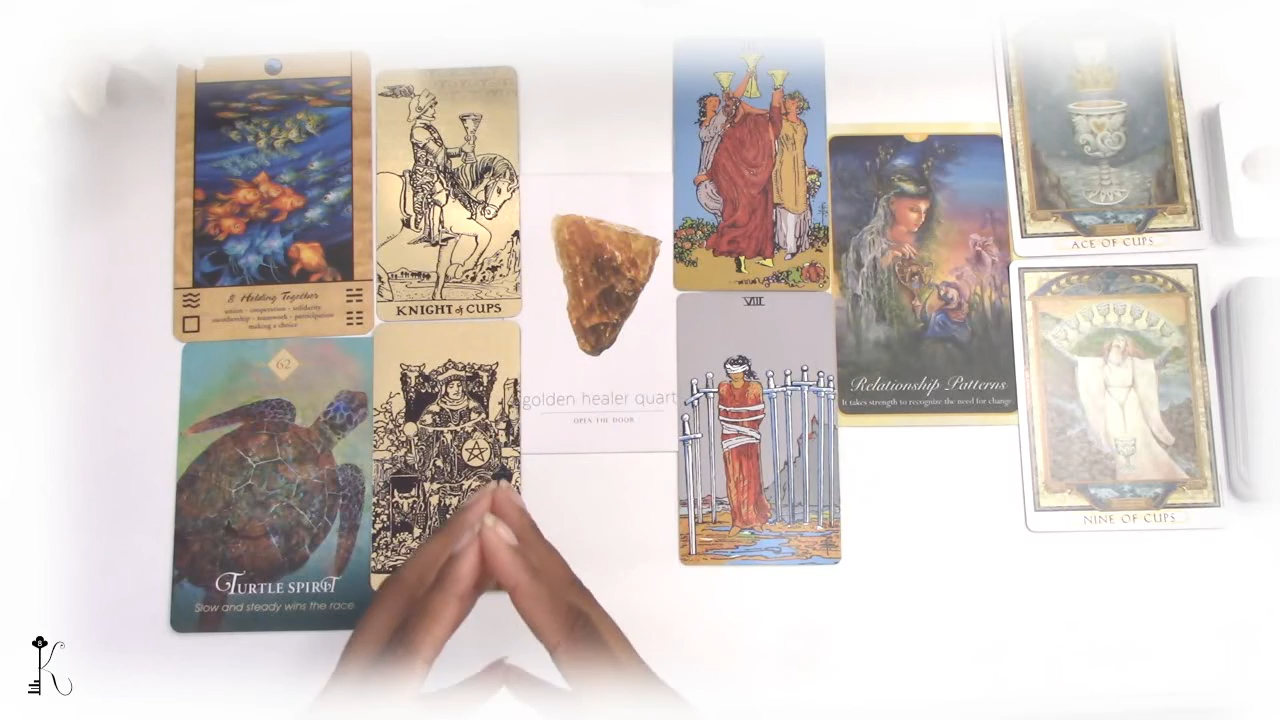 8 Holding Together
union - cooperation - solidarity
membership - teamwork - participation
making a choice
KNIGHT of CUPS
62
TURTLE SPIRIT
Slow and steady wins the race
golden healer quart
OPEN THE DOOR
VIII
Relationship Patterns
It takes strength to recognize the need for change
ACE OF CUPS
NINE OF CUPS
K